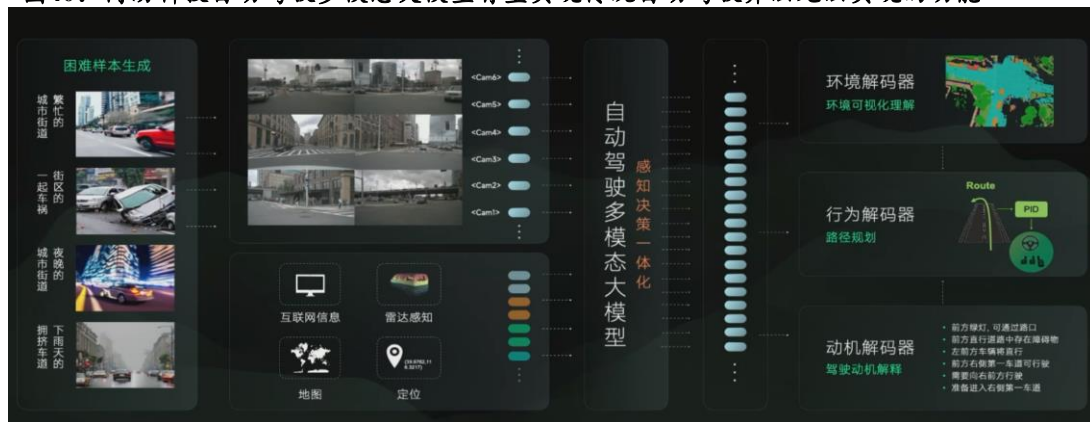 困难样本生成
繁忙的
城市街道
街区的
一起车祸
夜晚的
城市街道
下雨天的
拥挤车道
<Cam6>
<Cam5>
<Cam4>
<Cam3>
<Cam2>
<Cam1>
互联网信息
雷达感知
地图
定位
自动驾驶多模态大模型
感知决策一体化
环境解码器
环境可视化理解
行为解码器
路径规划
Route
PID
动机解码器
驾驶动机解释
• 前方绿灯, 可通过路口
• 前方直行道路中存在障碍物
• 左前方车辆将直行
• 前方右侧第一车道可行驶
• 需要向右前方行驶
• 准备进入右侧第一车道